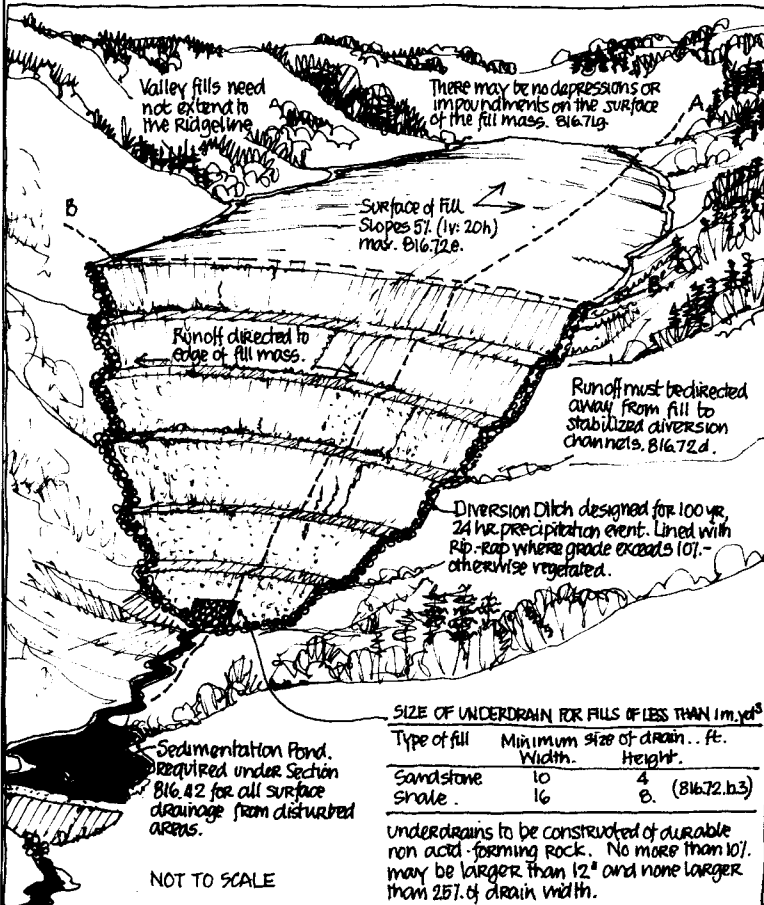 Valley fills need
not extend to
the Ridgeline
There may be no depressions or
impoundments on the surface
of the fill mass. 816.71g.
A
B
Surface of Fill
Slopes 5% (1v: 20h)
max. 816.72e.
B
Runoff directed to
edge of fill mass.
Runoff must be directed
away from fill to
stabilized diversion
channels. 816.72d.
Diversion Ditch designed for 100 yr,
24 hr precipitation event. Lined with
Rip-Rap where grade exceeds 10% -
otherwise vegetated.
Sedimentation Pond.
required under Section
816.42 for all surface
drainage from disturbed
areas.
NOT TO SCALE
SIZE OF UNDERDRAIN FOR FILLS OF LESS THAN 1m.yd³
Type of fill Minimum size of drain.. ft.
Width. Height.
Sandstone 10 4
Shale. 16 8. (816.72.b.3)
underdrains to be constructed of durable
non acid-forming rock. No more than 10%
may be larger than 12" and none larger
than 25% of drain width.